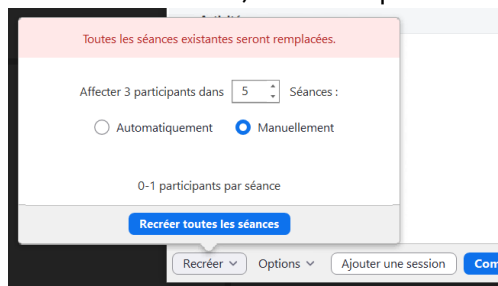 Toutes les séances existantes seront remplacées.
Affecter 3 participants dans 5 Séances :
Automatiquement Manuellement
0-1 participants par séance
Recréer toutes les séances
Recréer Options Ajouter une session Com